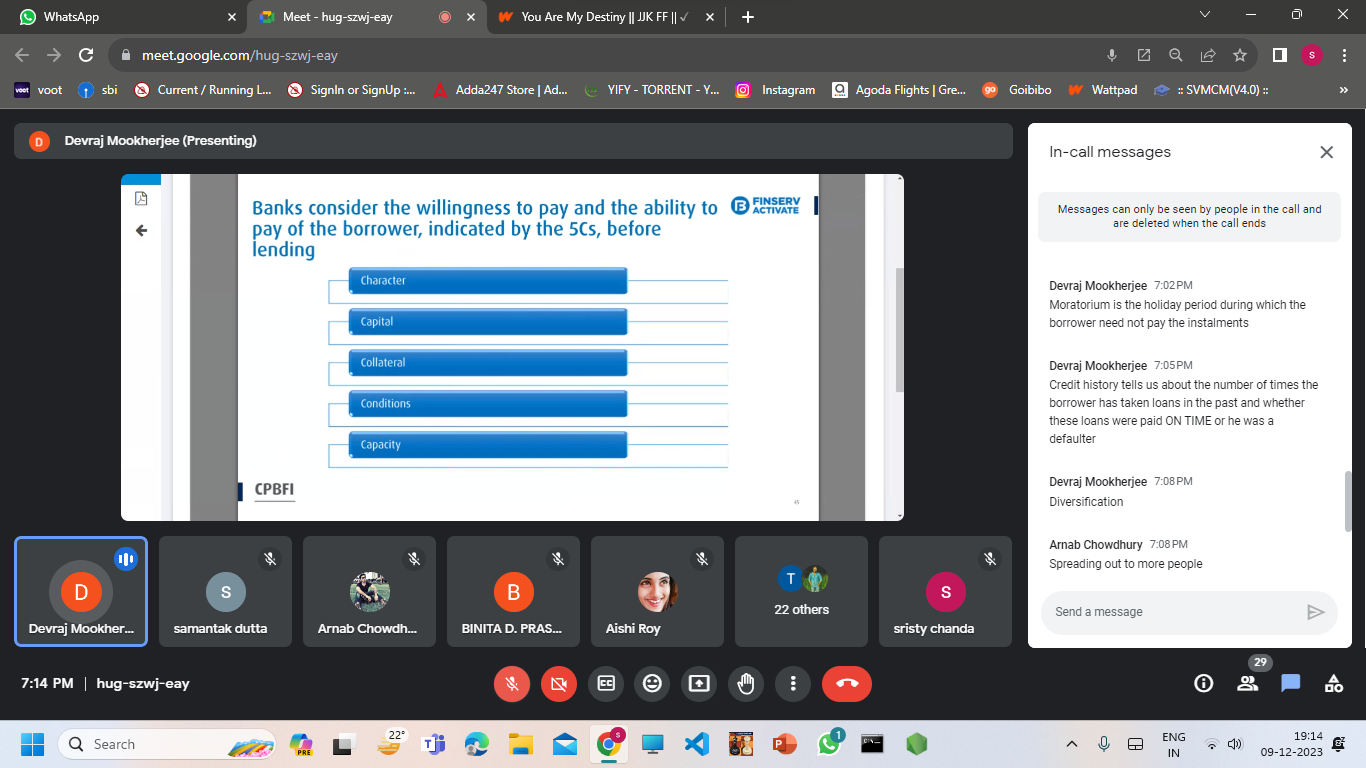 WhatsApp
Meet - hug-szwj-eay
You Are My Destiny || JJK FF || ✓
meet.google.com/hug-szwj-eay
S
voot
voot
sbi
Current / Running L...
SignIn or SignUp :...
Adda247 Store | Ad...
YIFY - TORRENT - Y...
Instagram
Agoda Flights | Gre...
go
Goibibo
Wattpad
:: SVMCM(V4.0) ::
»
D
Devraj Mookherjee (Presenting)
Banks consider the willingness to pay and the ability to
pay of the borrower, indicated by the 5Cs, before
lending
FINSERV
ACTIVATE
Character
Capital
Collateral
Conditions
Capacity
CPBFI
45
In-call messages
Messages can only be seen by people in the call and
are deleted when the call ends
Devraj Mookherjee 7:02 PM
Moratorium is the holiday period during which the
borrower need not pay the instalments
Devraj Mookherjee 7:05 PM
Credit history tells us about the number of times the
borrower has taken loans in the past and whether
these loans were paid ON TIME or he was a
defaulter
Devraj Mookherjee 7:08 PM
Diversification
Arnab Chowdhury 7:08 PM
Spreading out to more people
Send a message
D
Devraj Mookher...
s
samantak dutta
Arnab Chowdh...
B
BINITA D. PRAS...
Aishi Roy
T
22 others
s
sristy chanda
7:14 PM | hug-szwj-eay
CC
29
Search
PRE
22°
S
1
ENG
IN
19:14
09-12-2023